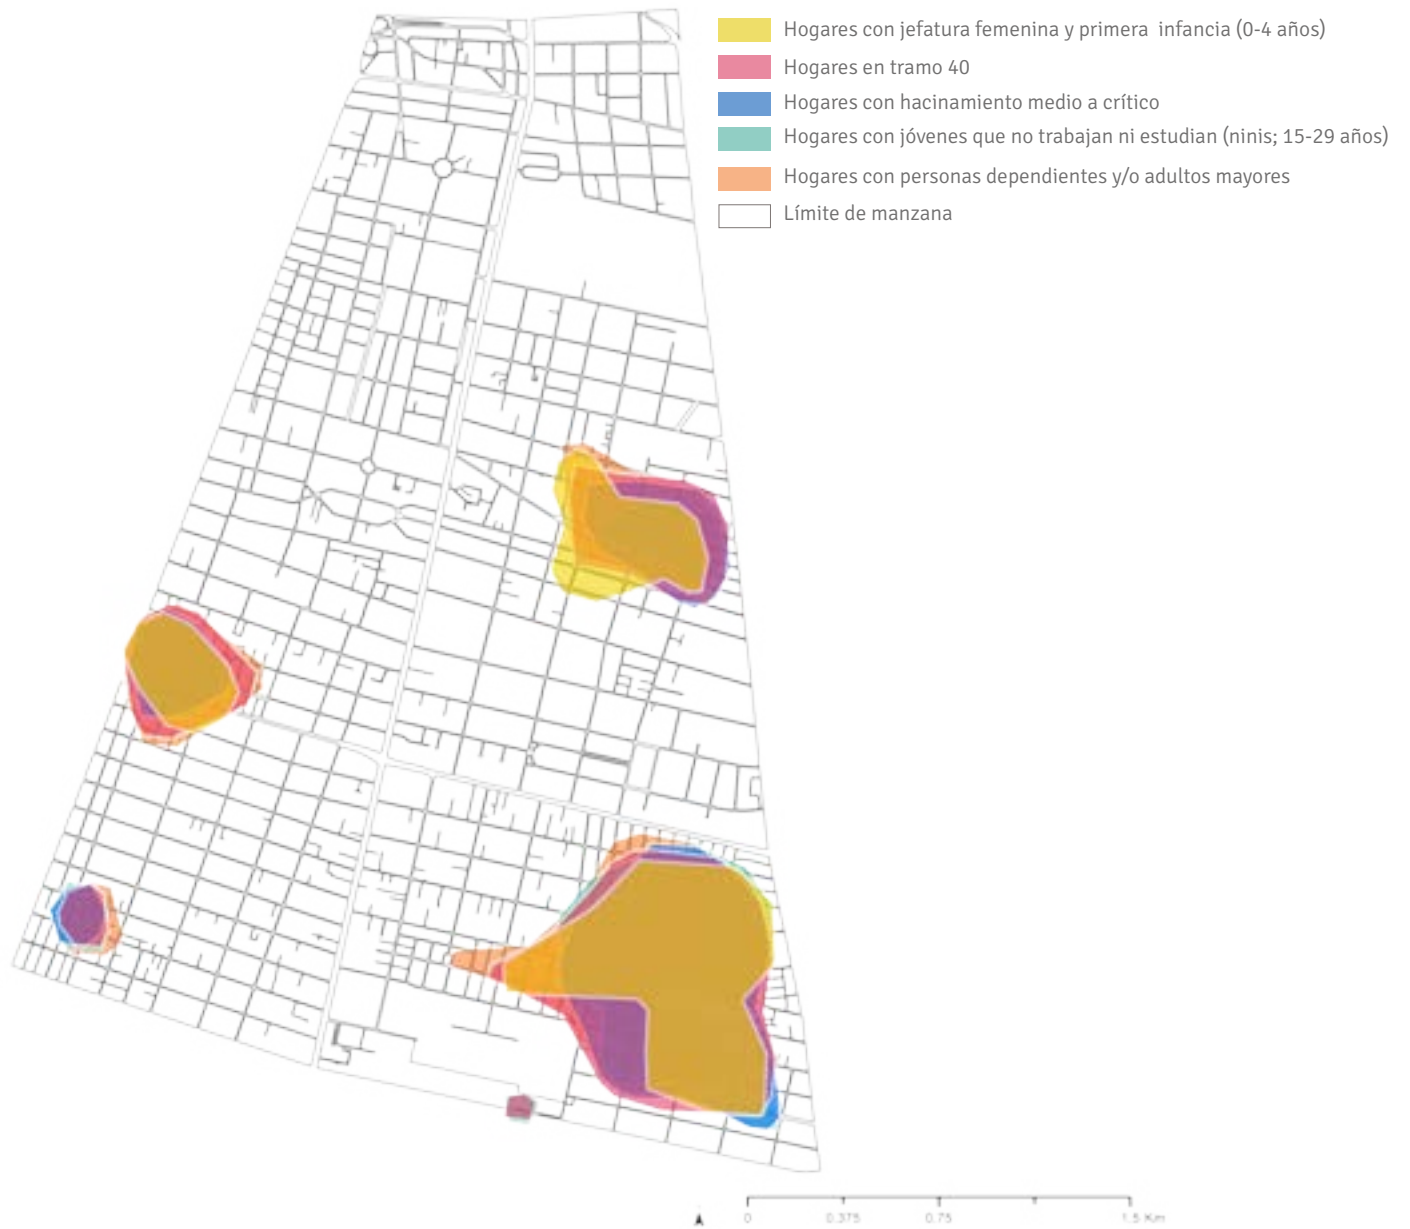 Hogares con jefatura femenina y primera  infancia (0-4 años)
Hogares en tramo 40
Hogares con hacinamiento medio a crítico
Hogares con jóvenes que no trabajan ni estudian (ninis; 15-29 años)
Hogares con personas dependientes y/o adultos mayores
Límite de manzana
0 0.375 0.75 1.5 Km